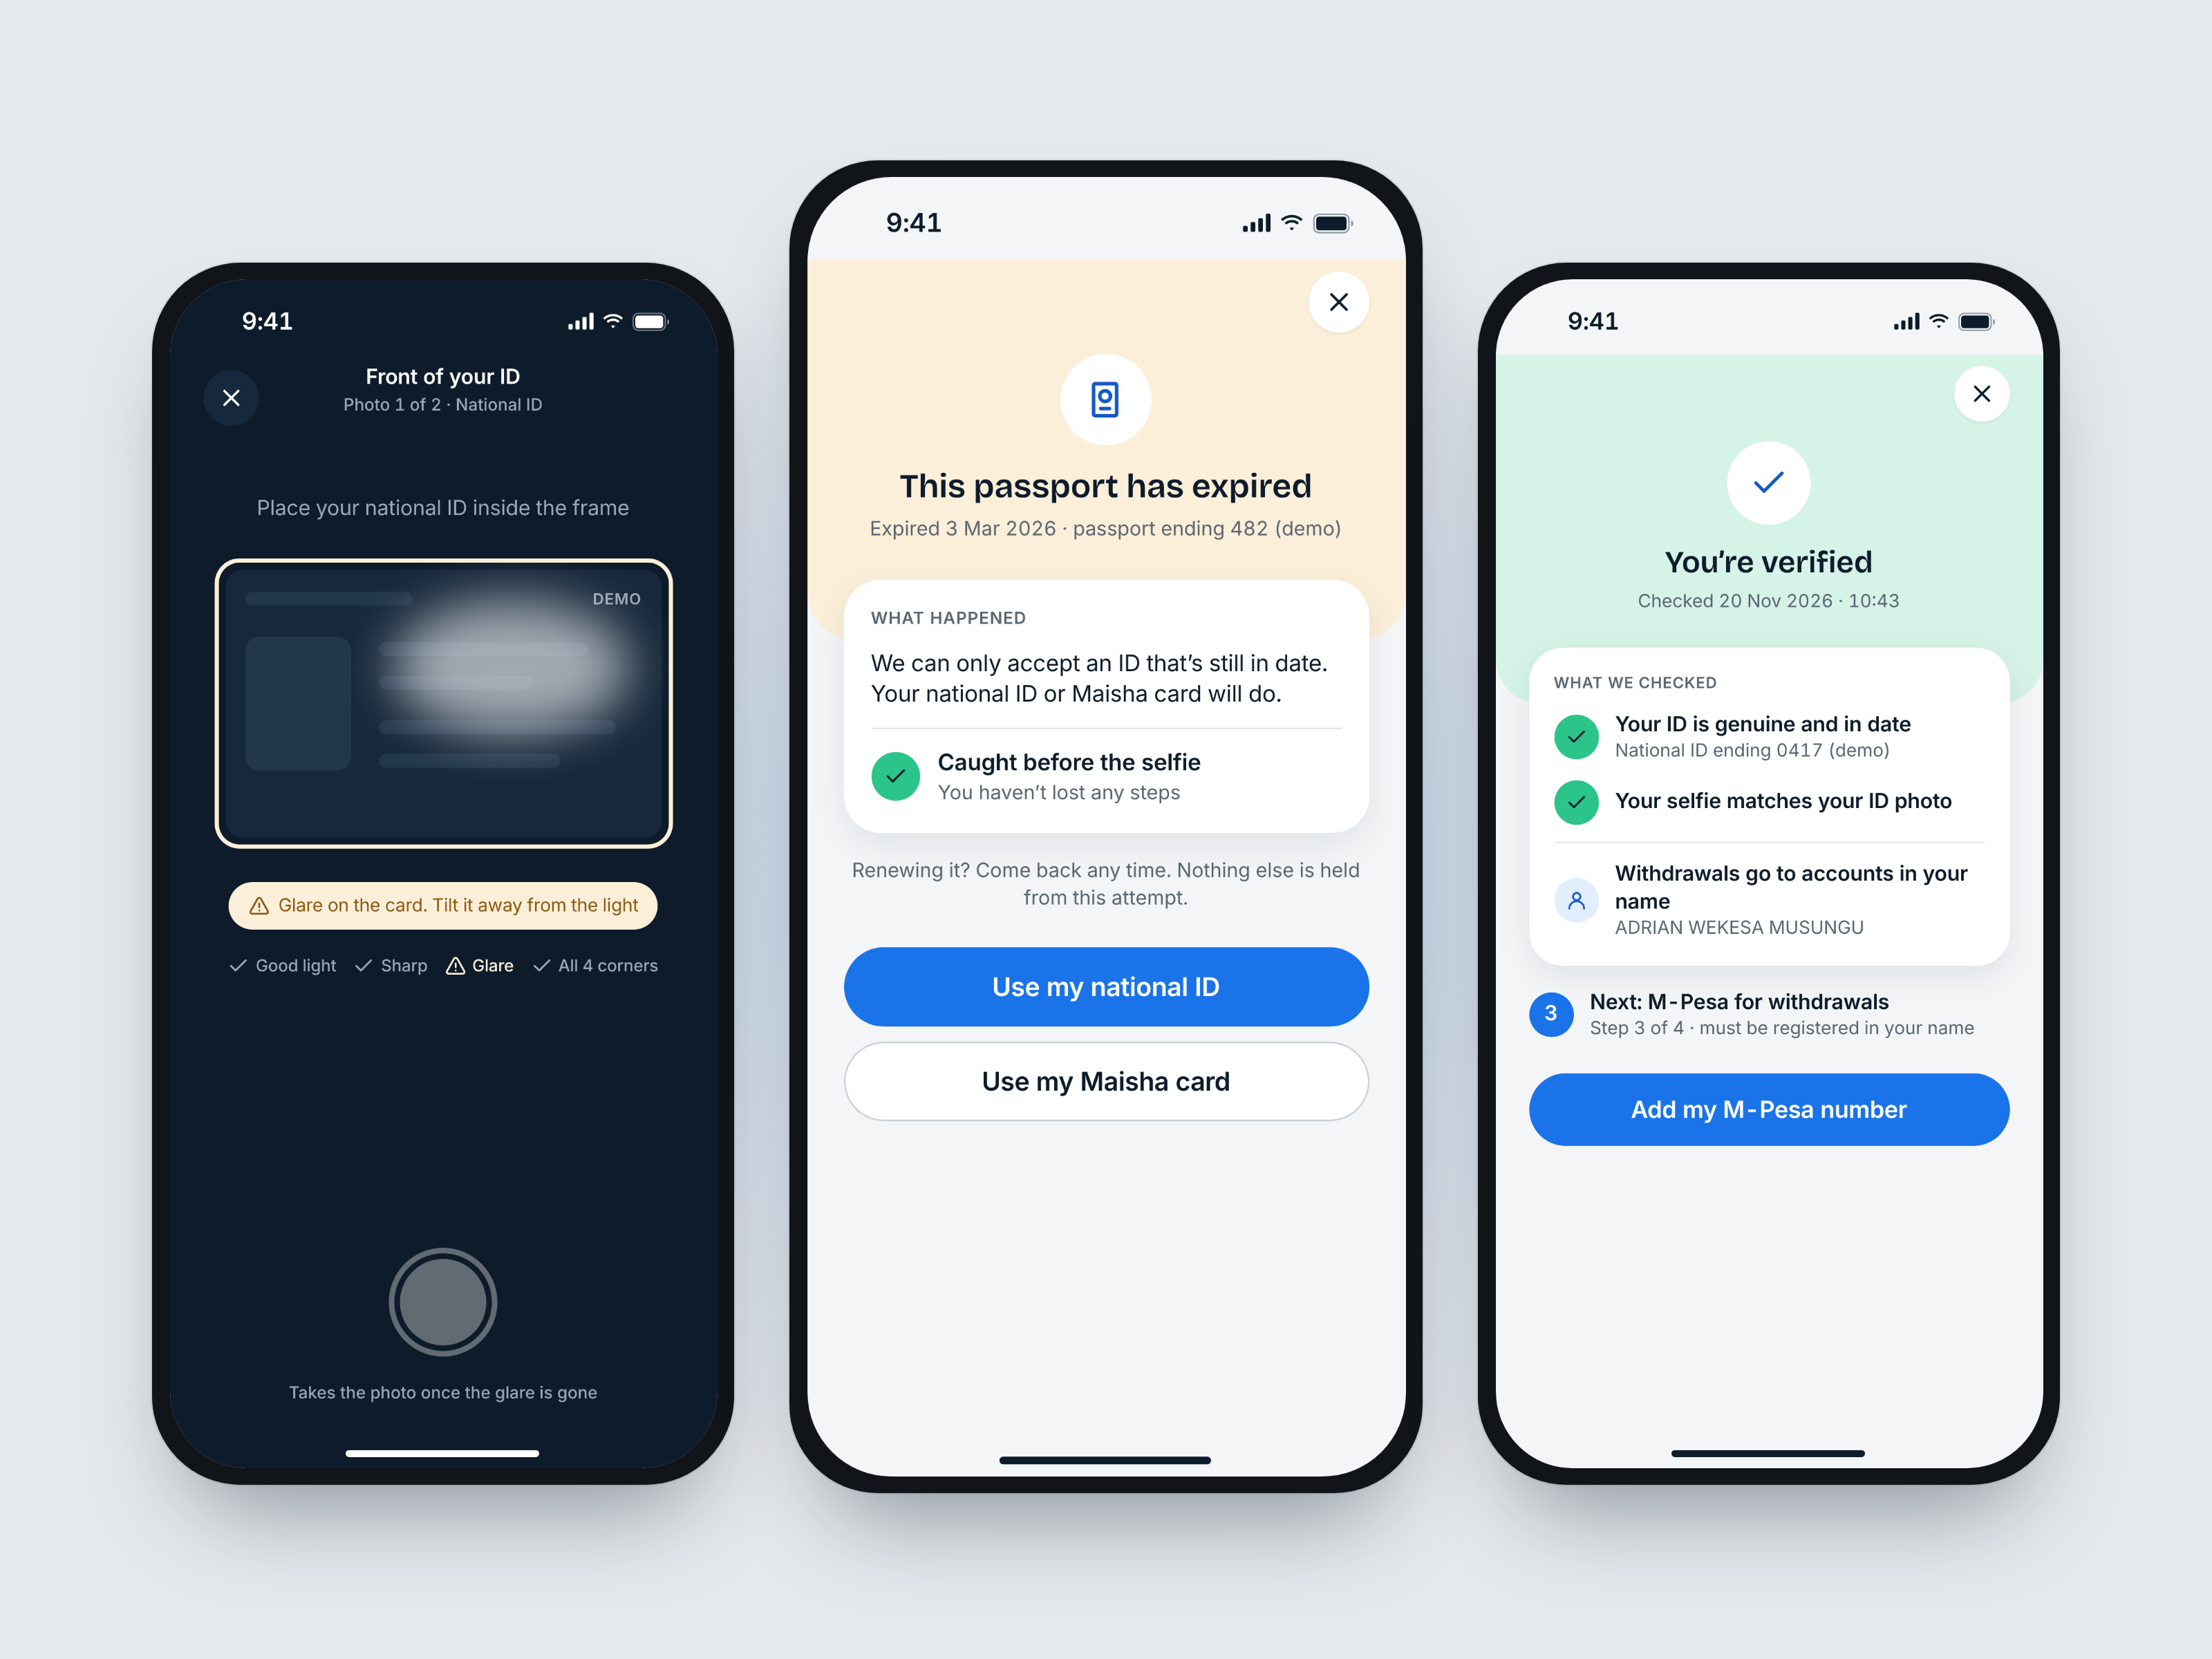 9:41
Front of your ID
Photo 1 of 2 · National ID
Place your national ID inside the frame
DEMO
Glare on the card. Tilt it away from the light
Good light
Sharp
Glare
All 4 corners
Takes the photo once the glare is gone
9:41
This passport has expired
Expired 3 Mar 2026 · passport ending 482 (demo)
WHAT HAPPENED
We can only accept an ID that’s still in date.
Your national ID or Maisha card will do.
Caught before the selfie
You haven’t lost any steps
Renewing it? Come back any time. Nothing else is held
from this attempt.
Use my national ID
Use my Maisha card
9:41
You’re verified
Checked 20 Nov 2026 · 10:43
WHAT WE CHECKED
Your ID is genuine and in date
National ID ending 0417 (demo)
Your selfie matches your ID photo
Withdrawals go to accounts in your
name
ADRIAN WEKESA MUSUNGU
3
Next: M-Pesa for withdrawals
Step 3 of 4 · must be registered in your name
Add my M-Pesa number